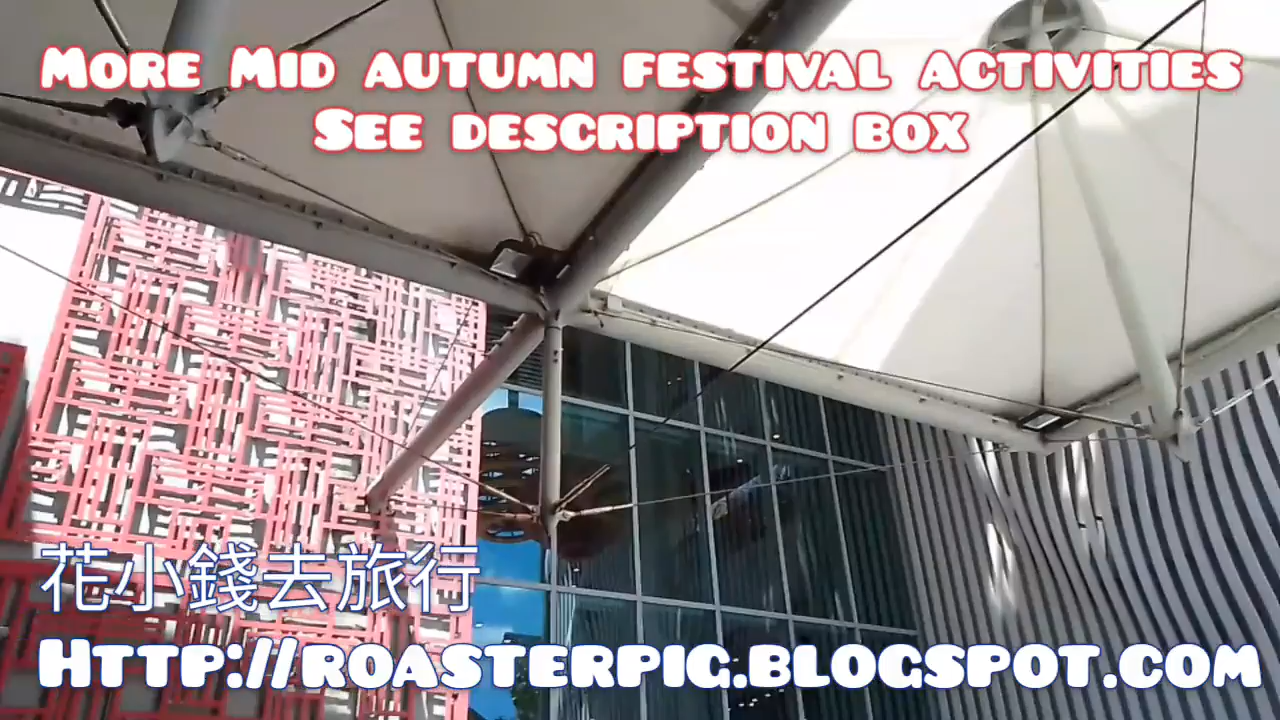 More Mid autumn festival activities
See description box
花小錢去旅行
Http://roasterpig.blogspot.com